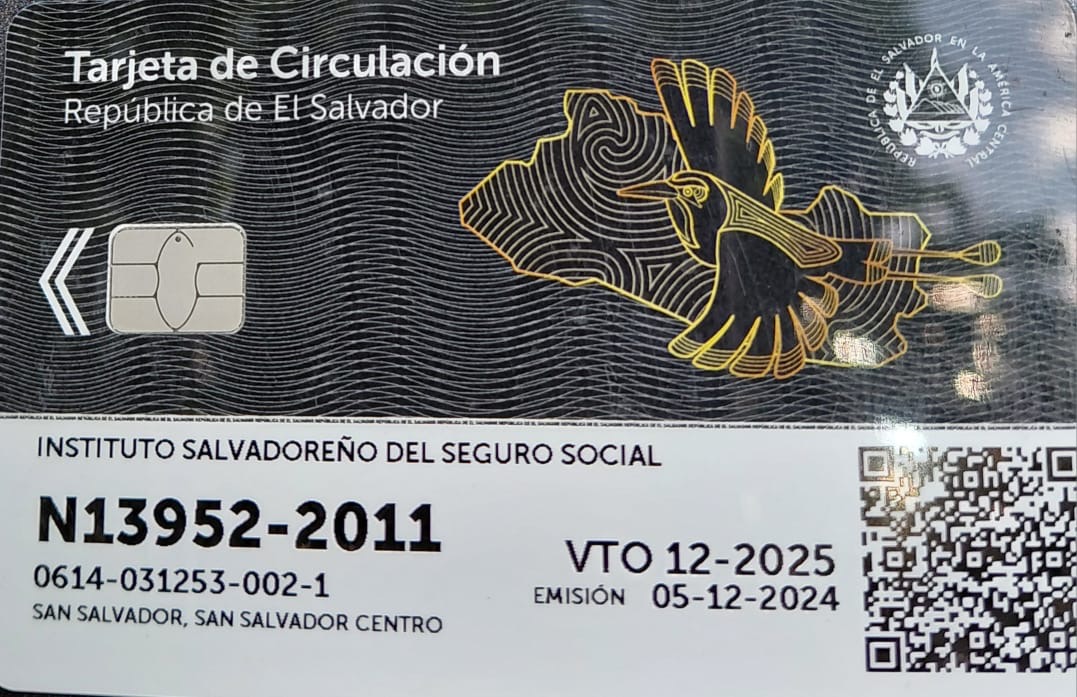 Tarjeta de Circulación
República de El Salvador
REPÚBLICA DE EL SALVADOR EN LA AMÉRICA CENTRAL
INSTITUTO SALVADOREÑO DEL SEGURO SOCIAL
N13952-2011
0614-031253-002-1
SAN SALVADOR, SAN SALVADOR CENTRO
VTO 12-2025
EMISIÓN 05-12-2024